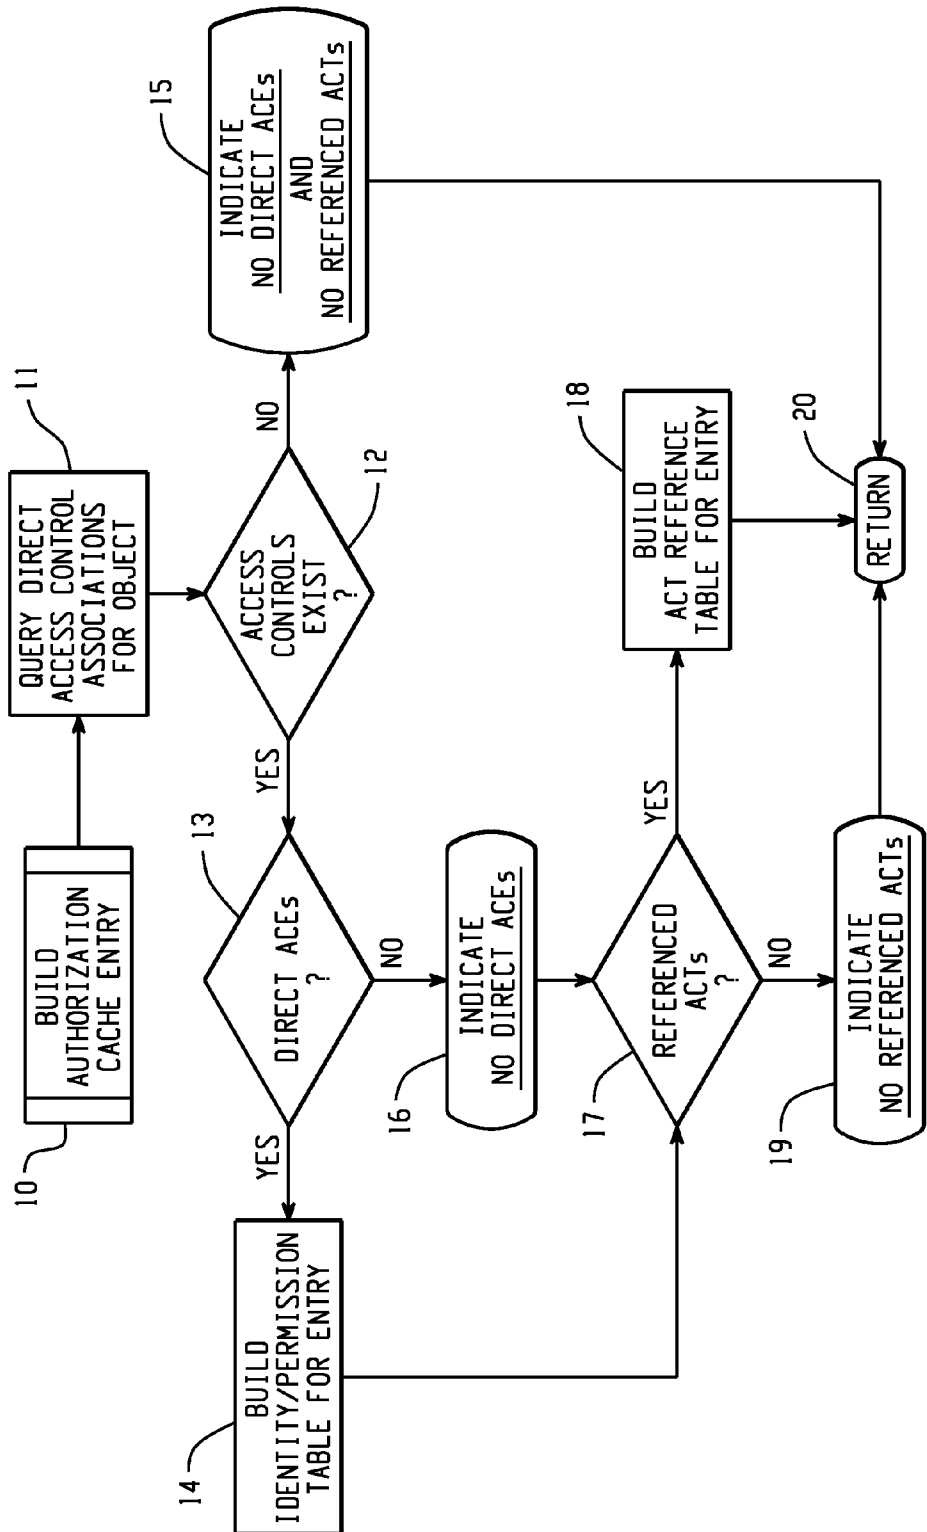 10
BUILD
AUTHORIZATION
CACHE ENTRY
11
QUERY DIRECT
ACCESS CONTROL
ASSOCIATIONS
FOR OBJECT
12
ACCESS
CONTROLS
EXIST
?
NO
YES
15
INDICATE
NO DIRECT ACEs
AND
NO REFERENCED ACTs
13
DIRECT ACEs
?
YES
NO
14
BUILD
IDENTITY/PERMISSION
TABLE FOR ENTRY
16
INDICATE
NO DIRECT ACEs
17
REFERENCED
ACTs
?
YES
NO
18
BUILD
ACT REFERENCE
TABLE FOR ENTRY
19
INDICATE
NO REFERENCED ACTs
20
RETURN